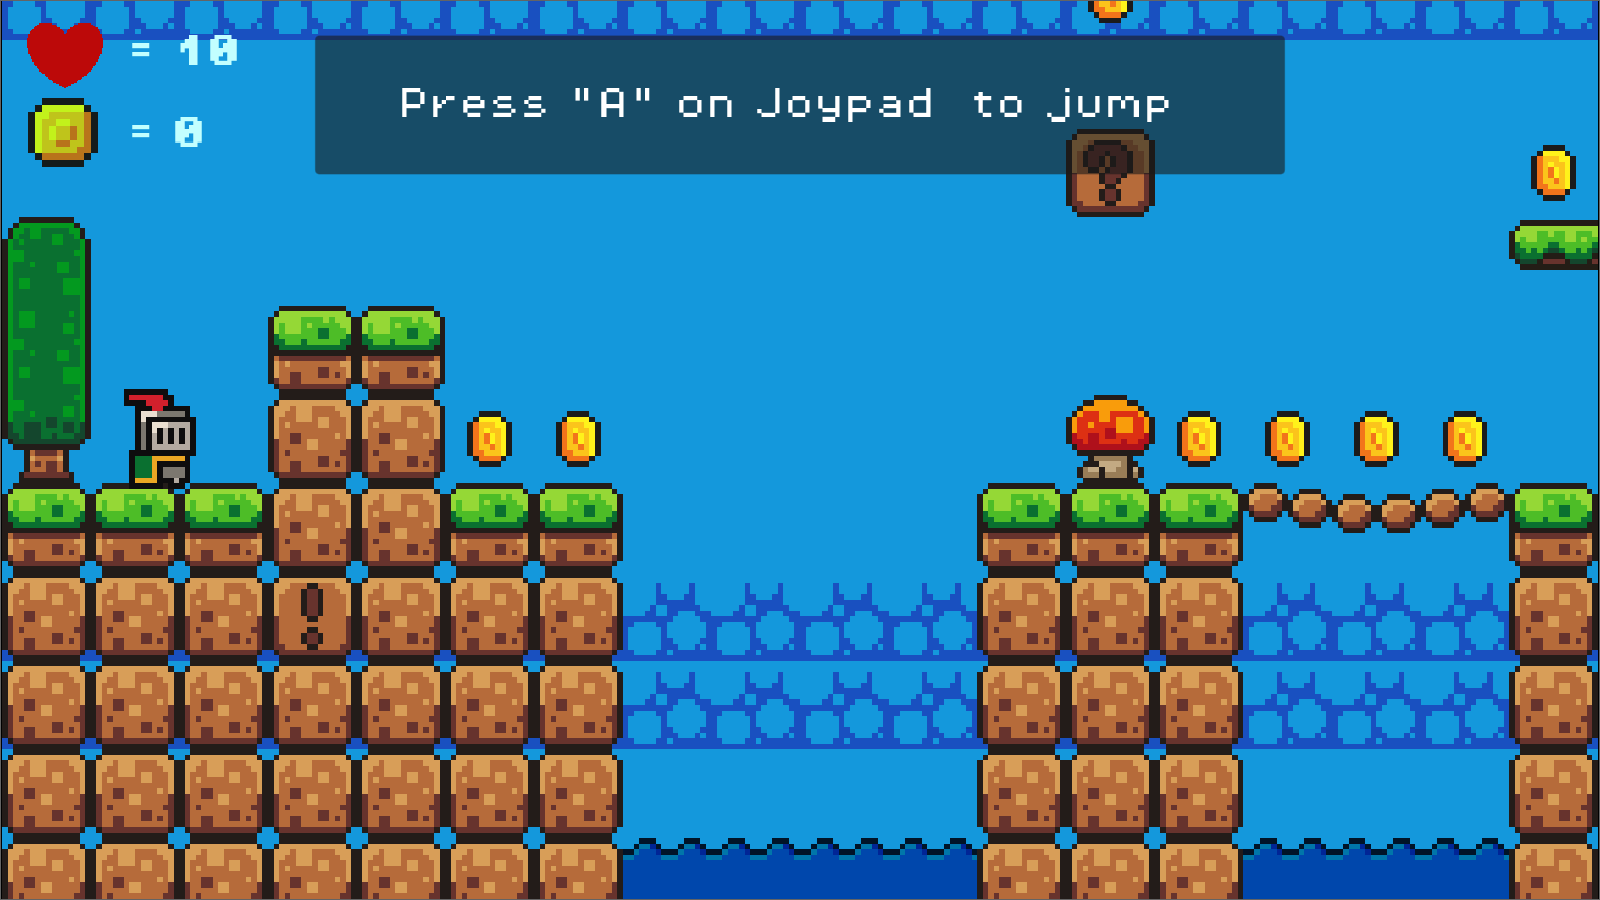 = 10
Press "A" on Joypad to jump
= 0
?
!